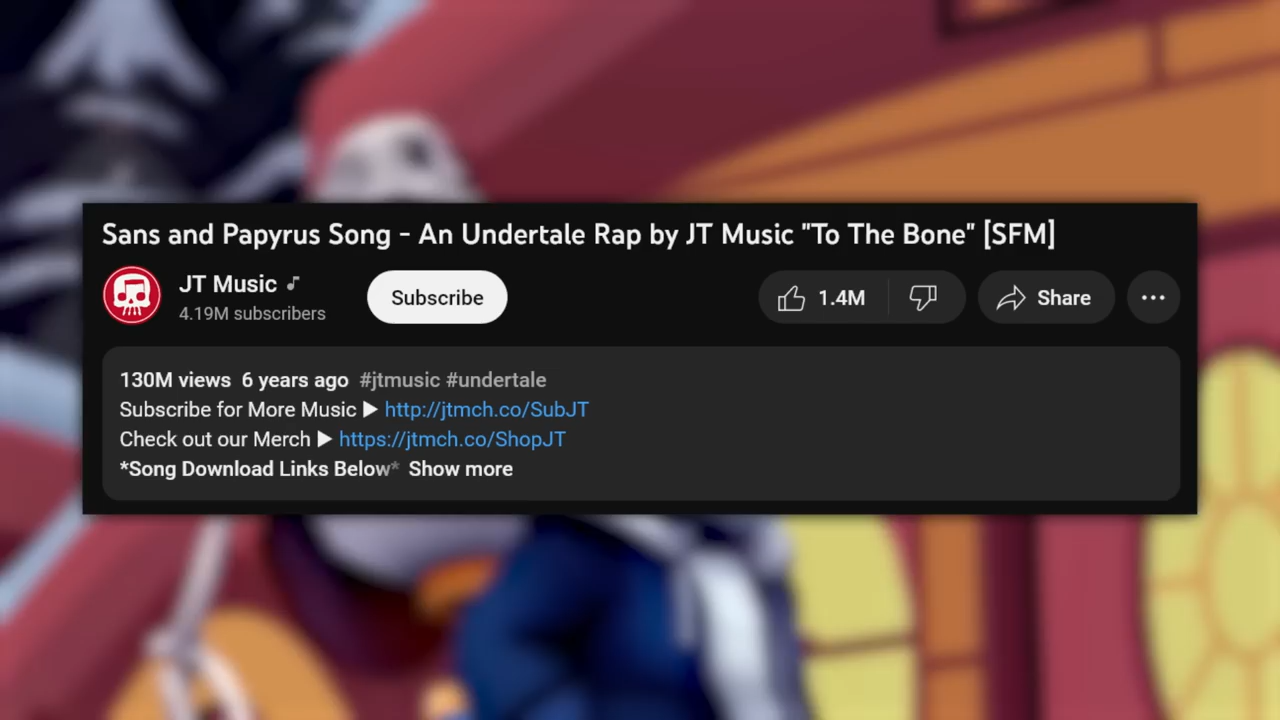 Sans and Papyrus Song - An Undertale Rap by JT Music "To The Bone" [SFM]
JT Music
4.19M subscribers
Subscribe
1.4M
Share
130M views 6 years ago #jtmusic #undertale
Subscribe for More Music ▶ http://jtmch.co/SubJT
Check out our Merch ▶ https://jtmch.co/ShopJT
*Song Download Links Below* Show more